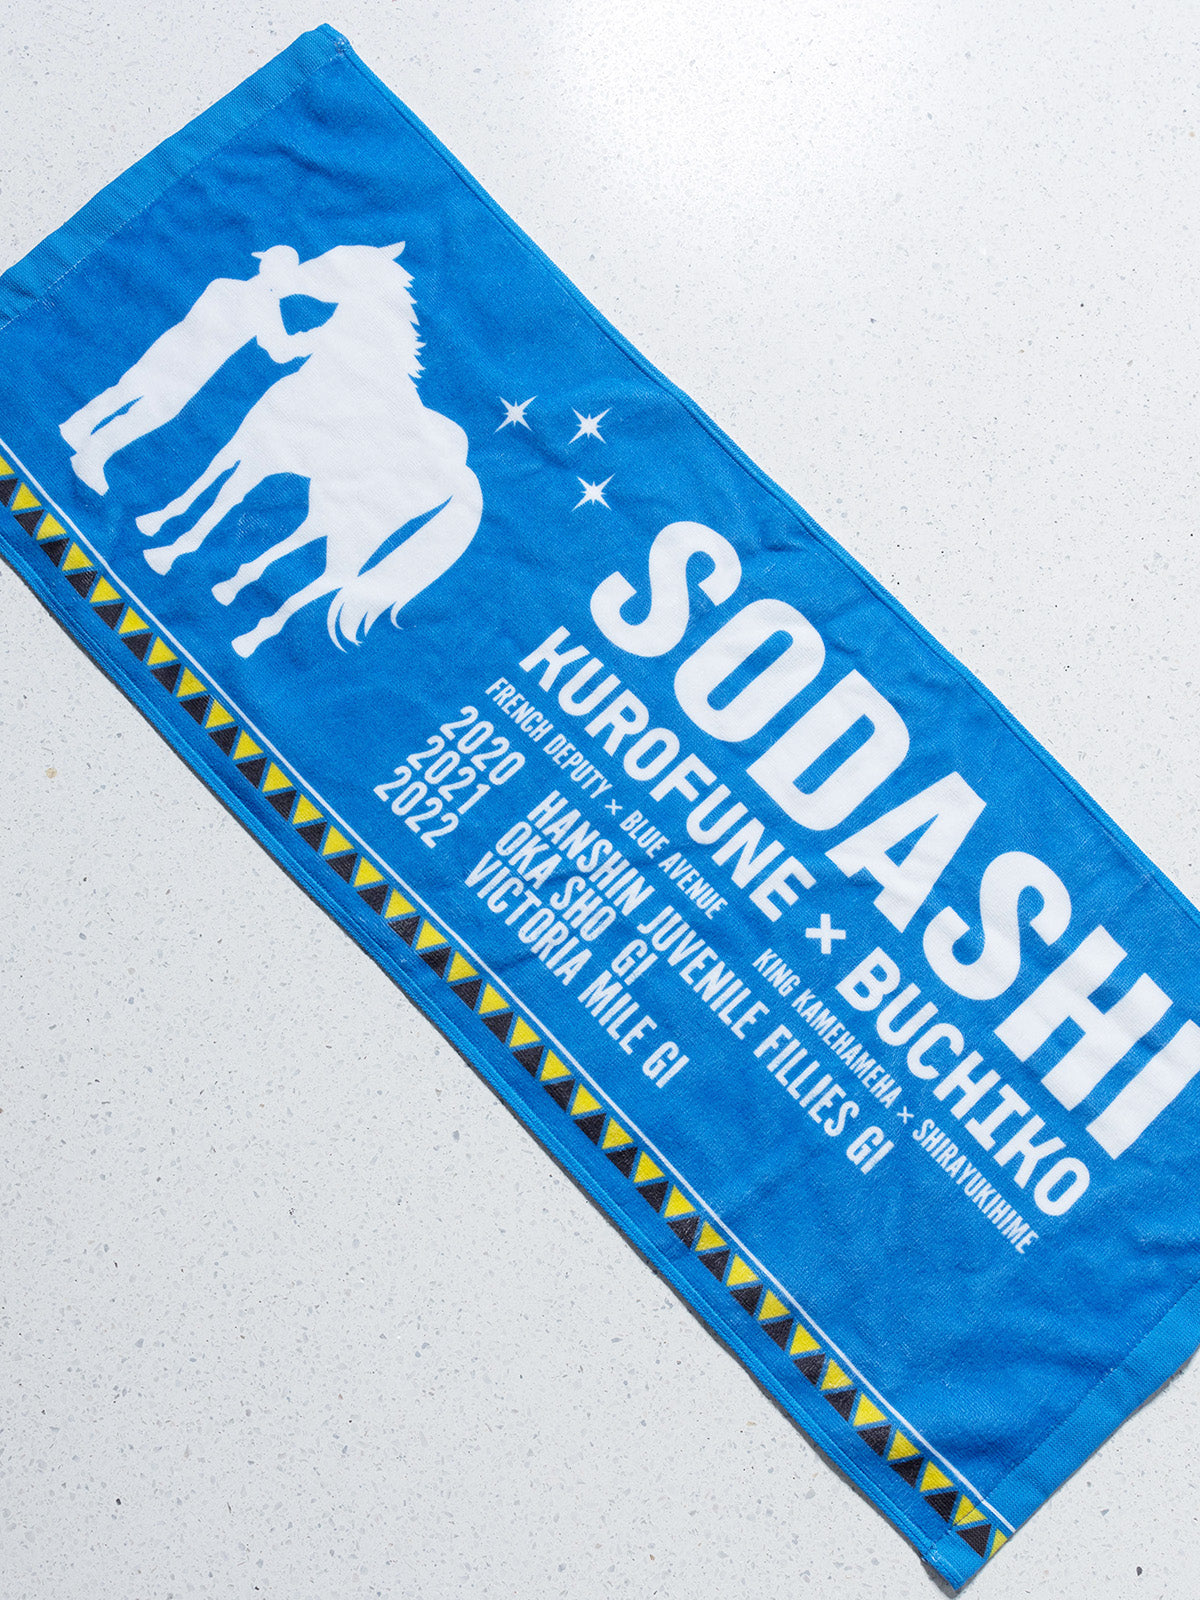 SODASHI
KUROFUNE × BUCHIKO
FRENCH DEPUTY × BLUE AVENUE KING KAMEHAMEHA × SHIRAYUKIHIME
2020 HANSHIN JUVENILE FILLIES GI
2021 OKA SHO GI
2022 VICTORIA MILE GI